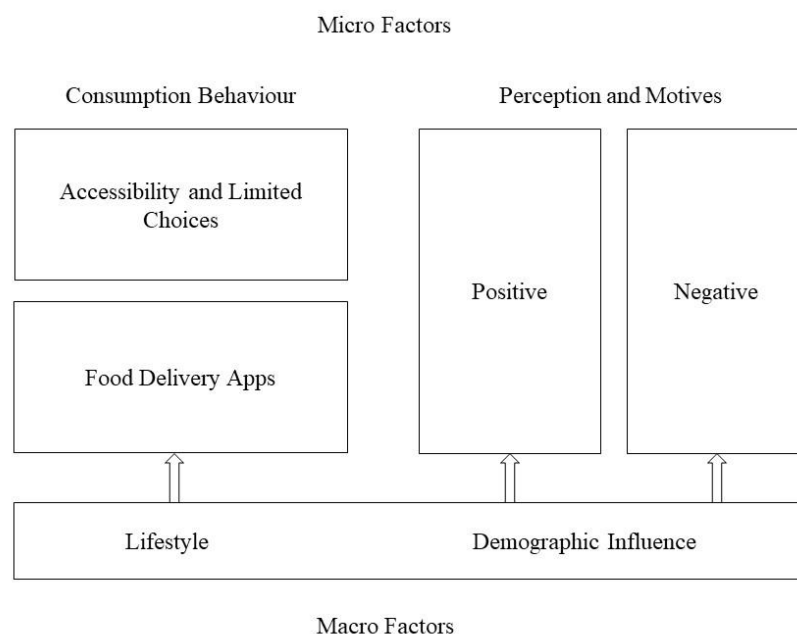 Micro Factors
Consumption Behaviour
Perception and Motives
Accessibility and Limited
Choices
Positive
Negative
Food Delivery Apps
Lifestyle
Demographic Influence
Macro Factors